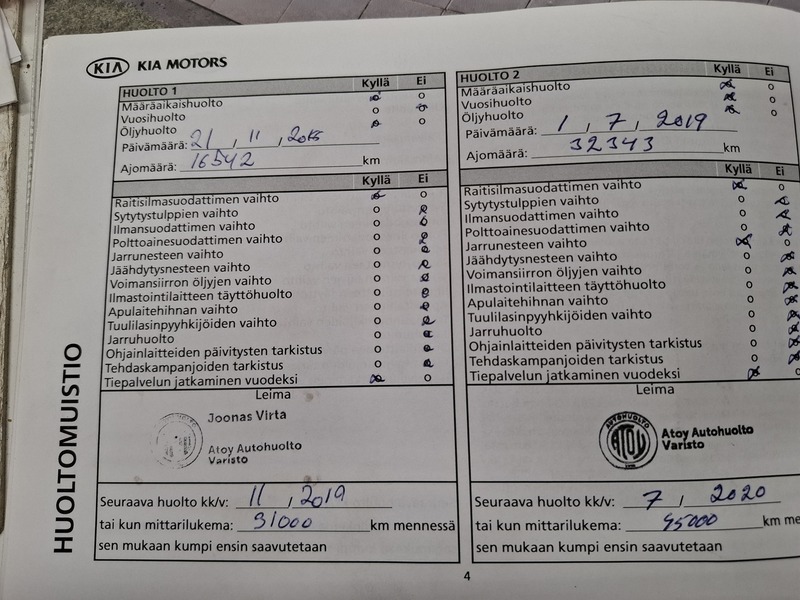 KIA KIA MOTORS
HUOLTO 1 Kyllä Ei
Määräaikaishuolto o
Vuosihuolto o
Öljyhuolto o
Päivämäärä: 21, 11, 
Ajomäärä: 16542 km
Kyllä Ei
Raitisilmasuodattimen vaihto o
Sytytystulppien vaihto o
Ilmansuodattimen vaihto o
Polttoainesuodattimen vaihto o
Jarrunesteen vaihto o
Jäähdytysnesteen vaihto o
Voimansiirron öljyjen vaihto o
Ilmastointilaitteen täyttöhuolto o
Apulaitehihnan vaihto o
Tuulilasinpyyhkijöiden vaihto o
Jarruhuolto o
Ohjainlaitteiden päivitysten tarkistus o
Tehdaskampanjoiden tarkistus o
Tiepalvelun jatkaminen vuodeksi o
Leima
Joonas Virta
Atoy Autohuolto
Varisto
Seuraava huolto kk/v: 11, 2019
tai kun mittarilukema: 31000 km mennessä
sen mukaan kumpi ensin saavutetaan
HUOLTO 2 Kyllä Ei
Määräaikaishuolto o
Vuosihuolto o
Öljyhuolto o
Päivämäärä: 1, 7, 2019
Ajomäärä: 32343 km
Kyllä Ei
Raitisilmasuodattimen vaihto o
Sytytystulppien vaihto o
Ilmansuodattimen vaihto o
Polttoainesuodattimen vaihto o
Jarrunesteen vaihto o
Jäähdytysnesteen vaihto o
Voimansiirron öljyjen vaihto o
Ilmastointilaitteen täyttöhuolto o
Apulaitehihnan vaihto o
Tuulilasinpyyhkijöiden vaihto o
Jarruhuolto o
Ohjainlaitteiden päivitysten tarkistus o
Tehdaskampanjoiden tarkistus o
Tiepalvelun jatkaminen vuodeksi o
Leima
AUTOHUOLTO
ATOY
Atoy Autohuolto
Varisto
Seuraava huolto kk/v: 7, 2020
tai kun mittarilukema: 45000 km me
sen mukaan kumpi ensin saavutetaan
HUOLTOMUISTIO
4